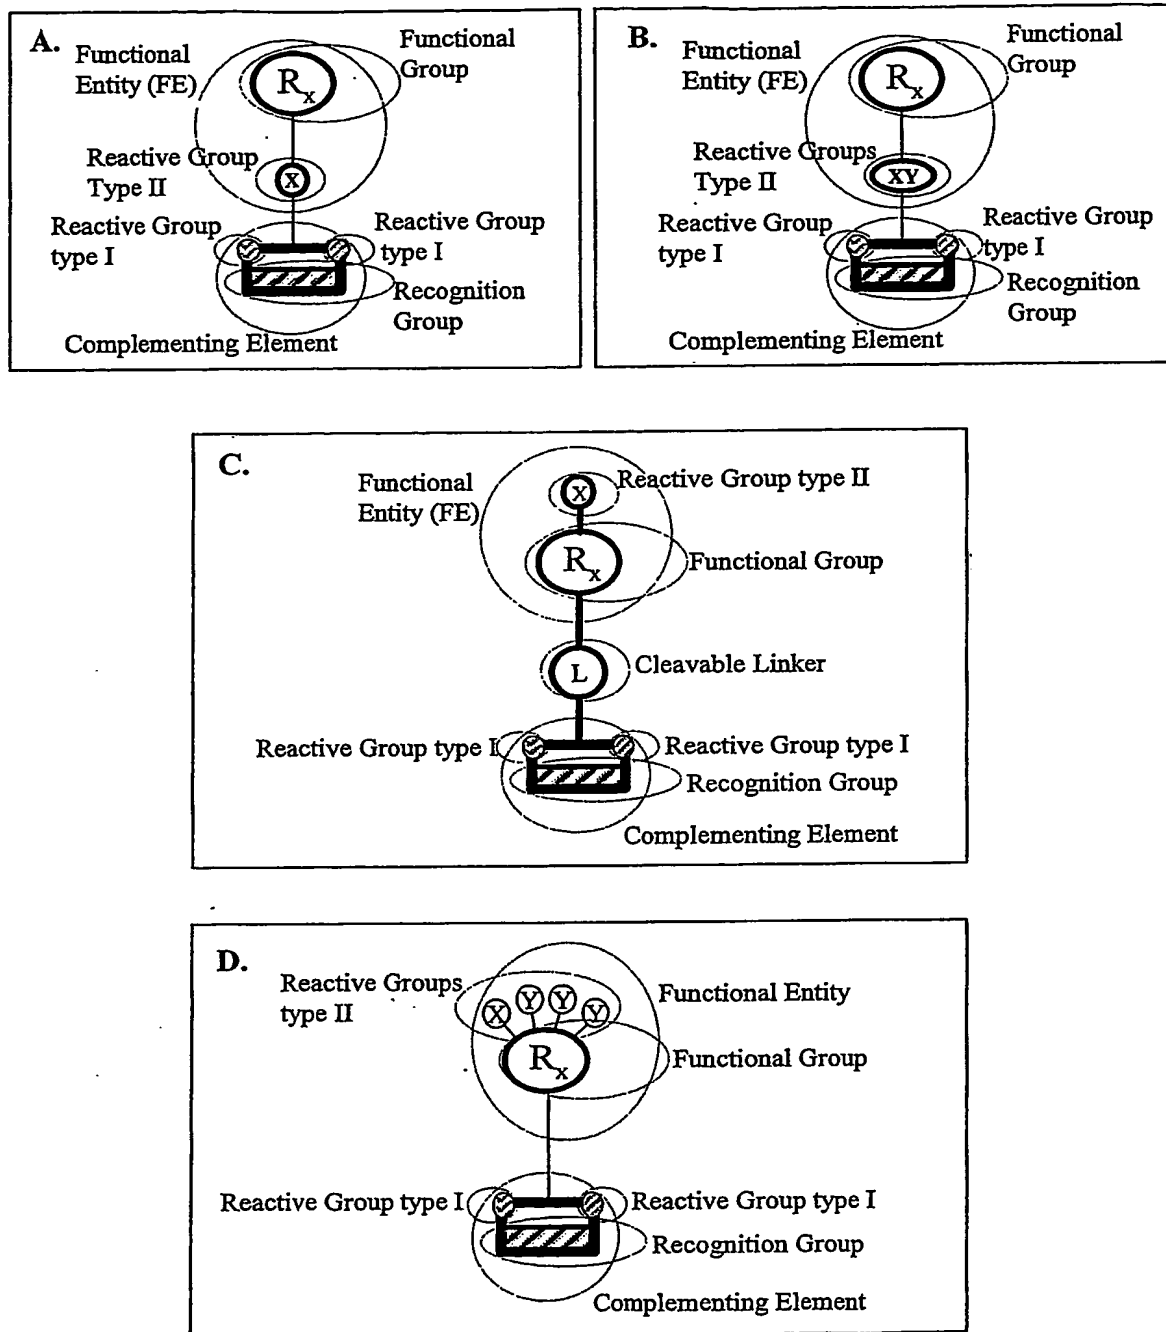 A.
Functional
Entity (FE)
Functional
Group
Rx
Reactive Group
Type II
X
Reactive Group
type I
Reactive Group
type I
Recognition
Group
Complementing Element
B.
Functional
Entity (FE)
Functional
Group
Rx
Reactive Groups
Type II
XY
Reactive Group
type I
Reactive Group
type I
Recognition
Group
Complementing Element
C.
Functional
Entity (FE)
X
Reactive Group type II
Rx
Functional Group
L
Cleavable Linker
Reactive Group type I
Reactive Group type I
Recognition Group
Complementing Element
D.
Reactive Groups
type II
X Y Y Y
Functional Entity
Rx
Functional Group
Reactive Group type I
Reactive Group type I
Recognition Group
Complementing Element